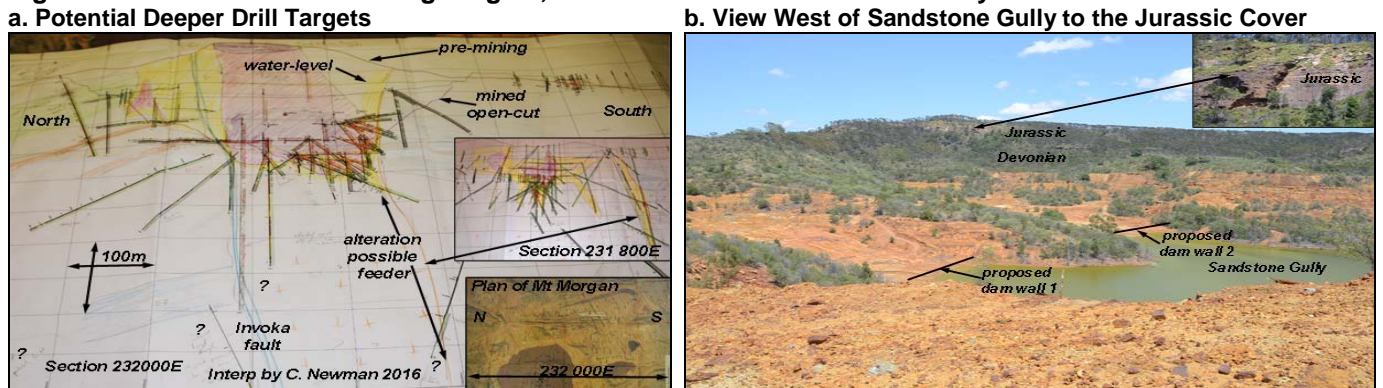 a. Potential Deeper Drill Targets
b. View West of Sandstone Gully to the Jurassic Cover
pre-mining
water-level
mined
open-cut
North
South
Section 231 800E
100m
alteration
possible
feeder
?
?
?
?
Invoka
fault
Section 232000E
Interp by C. Newman 2016
Plan of Mt Morgan
N
S
232 000E
Jurassic
Jurassic
Devonian
proposed
dam wall 2
Sandstone Gully
proposed
dam wall 1